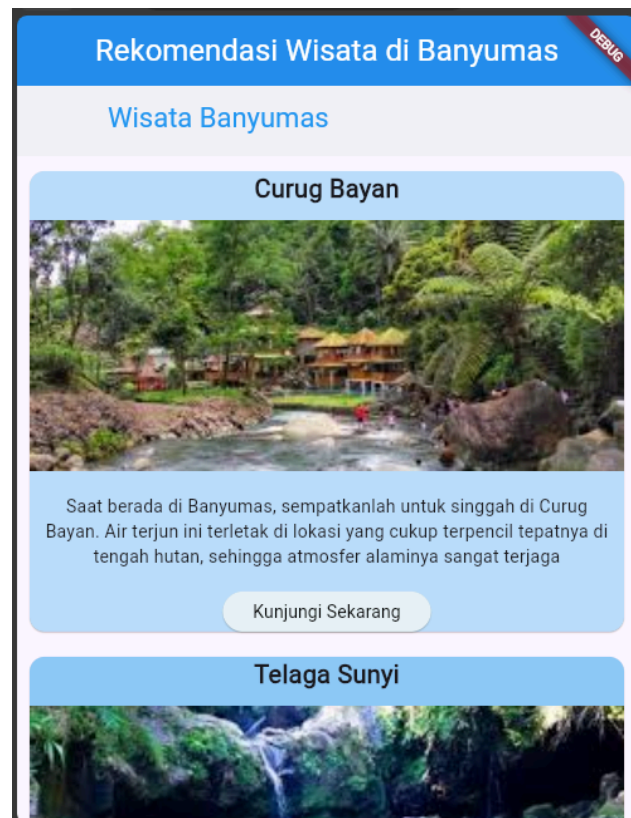 Rekomendasi Wisata di Banyumas
DEBUG
Wisata Banyumas
Curug Bayan
Saat berada di Banyumas, sempatkanlah untuk singgah di Curug
Bayan. Air terjun ini terletak di lokasi yang cukup terpencil tepatnya di
tengah hutan, sehingga atmosfer alaminya sangat terjaga
Kunjungi Sekarang
Telaga Sunyi